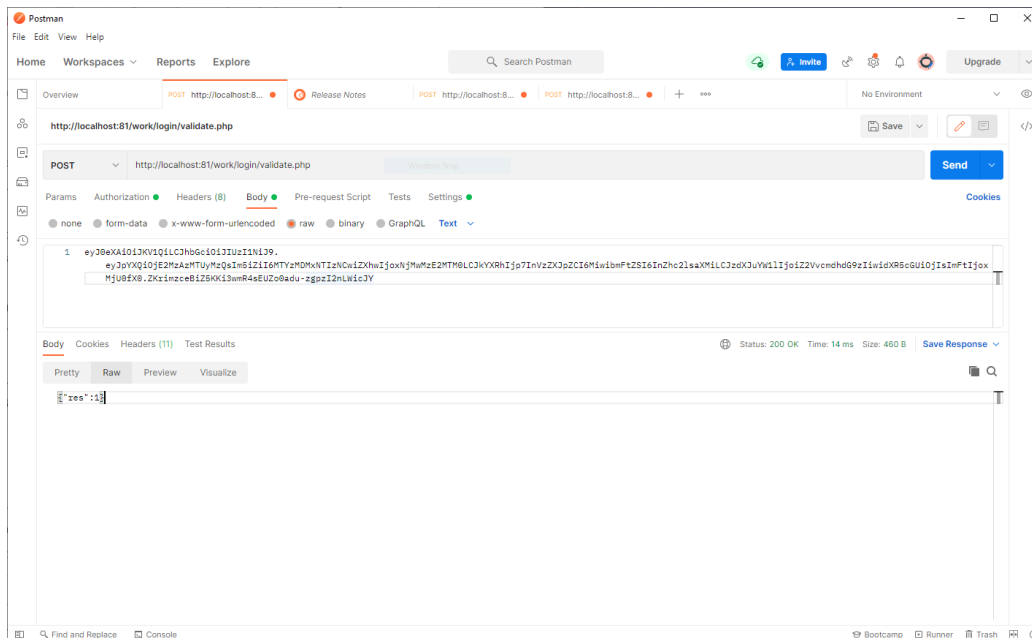 Postman
File Edit View Help
Home Workspaces Reports Explore Search Postman Invite Upgrade
Overview POST http://localhost:8... Release Notes POST http://localhost:8... POST http://localhost:8... No Environment
http://localhost:81/work/login/validate.php Save
POST http://localhost:81/work/login/validate.php Send
Params Authorization Headers (8) Body Pre-request Script Tests Settings Cookies
none form-data x-www-form-urlencoded raw binary GraphQL Text
1 eyJ0eXAiOiJKV1QiLCJhbGciOiJIUzI1NiJ9.
Body Cookies Headers (11) Test Results Status: 200 OK Time: 14 ms Size: 460 B Save Response
Pretty Raw Preview Visualize
{"res":1}
Find and Replace Console Bootcamp Runner Trash